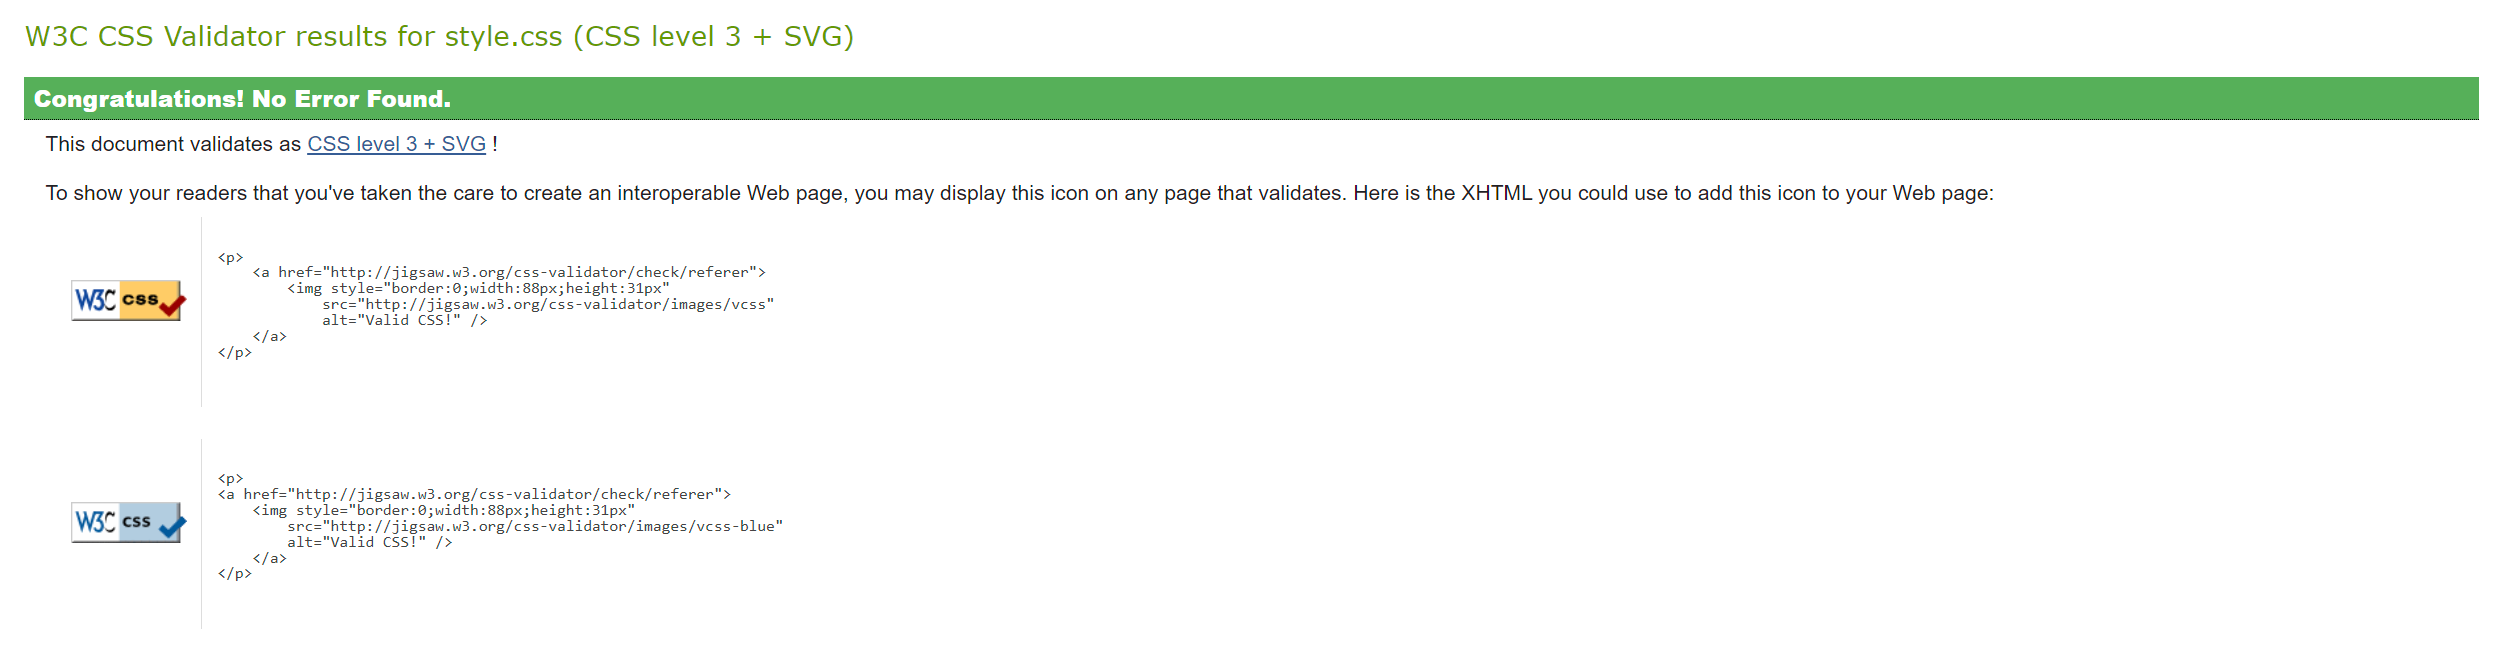 W3C CSS Validator results for style.css (CSS level 3 + SVG)
Congratulations! No Error Found.
This document validates as CSS level 3 + SVG !
To show your readers that you've taken the care to create an interoperable Web page, you may display this icon on any page that validates. Here is the XHTML you could use to add this icon to your Web page:
W3C css
<p>
    <a href="http://jigsaw.w3.org/css-validator/check/referer">
        <img style="border:0;width:88px;height:31px"
            src="http://jigsaw.w3.org/css-validator/images/vcss"
            alt="Valid CSS!" />
    </a>
</p>
W3C css
<p>
<a href="http://jigsaw.w3.org/css-validator/check/referer">
    <img style="border:0;width:88px;height:31px"
        src="http://jigsaw.w3.org/css-validator/images/vcss-blue"
        alt="Valid CSS!" />
    </a>
</p>